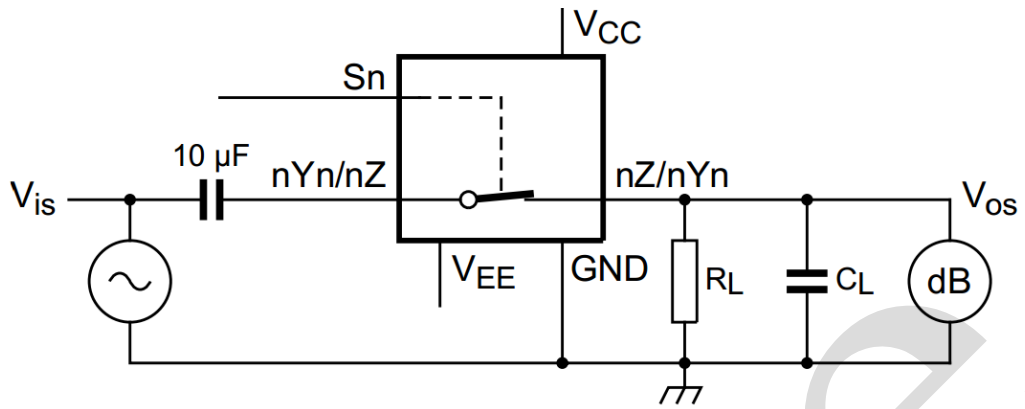 VCC
Sn
10 µF
nYn/nZ
nZ/nYn
Vis
Vos
VEE
GND
RL
CL
dB